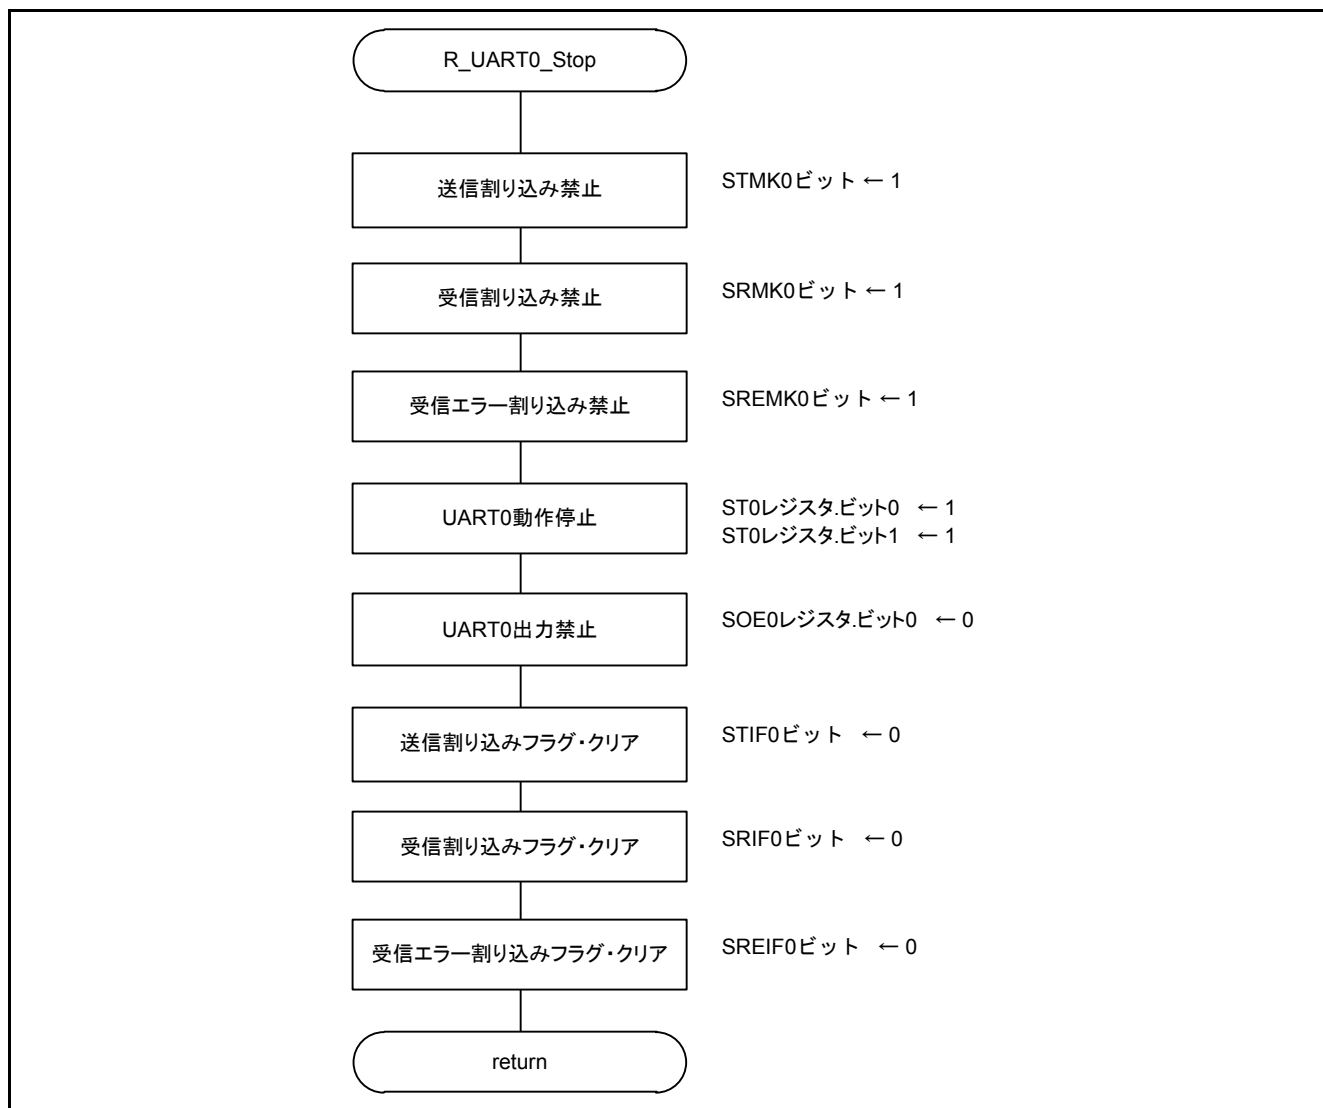 R_UART0_Stop
送信割り込み禁止
STMK0ビット ← 1
受信割り込み禁止
SRMK0ビット ← 1
受信エラー割り込み禁止
SREMK0ビット ← 1
UART0動作停止
ST0レジスタ.ビット0 ← 1
ST0レジスタ.ビット1 ← 1
UART0出力禁止
SOE0レジスタ.ビット0 ← 0
送信割り込みフラグ・クリア
STIF0ビット ← 0
受信割り込みフラグ・クリア
SRIF0ビット ← 0
受信エラー割り込みフラグ・クリア
SREIF0ビット ← 0
return